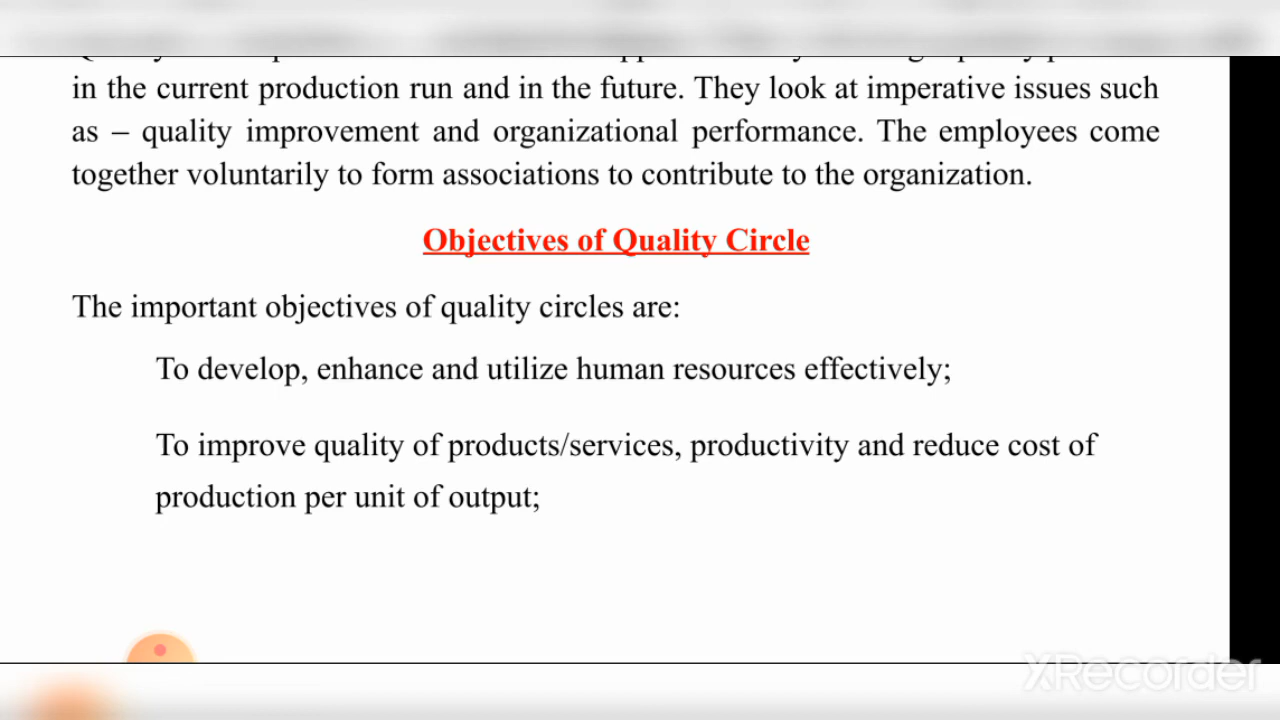 in the current production run and in the future. They look at imperative issues such
as – quality improvement and organizational performance. The employees come
together voluntarily to form associations to contribute to the organization.
Objectives of Quality Circle
The important objectives of quality circles are:
To develop, enhance and utilize human resources effectively;
To improve quality of products/services, productivity and reduce cost of
production per unit of output;
XRecorder